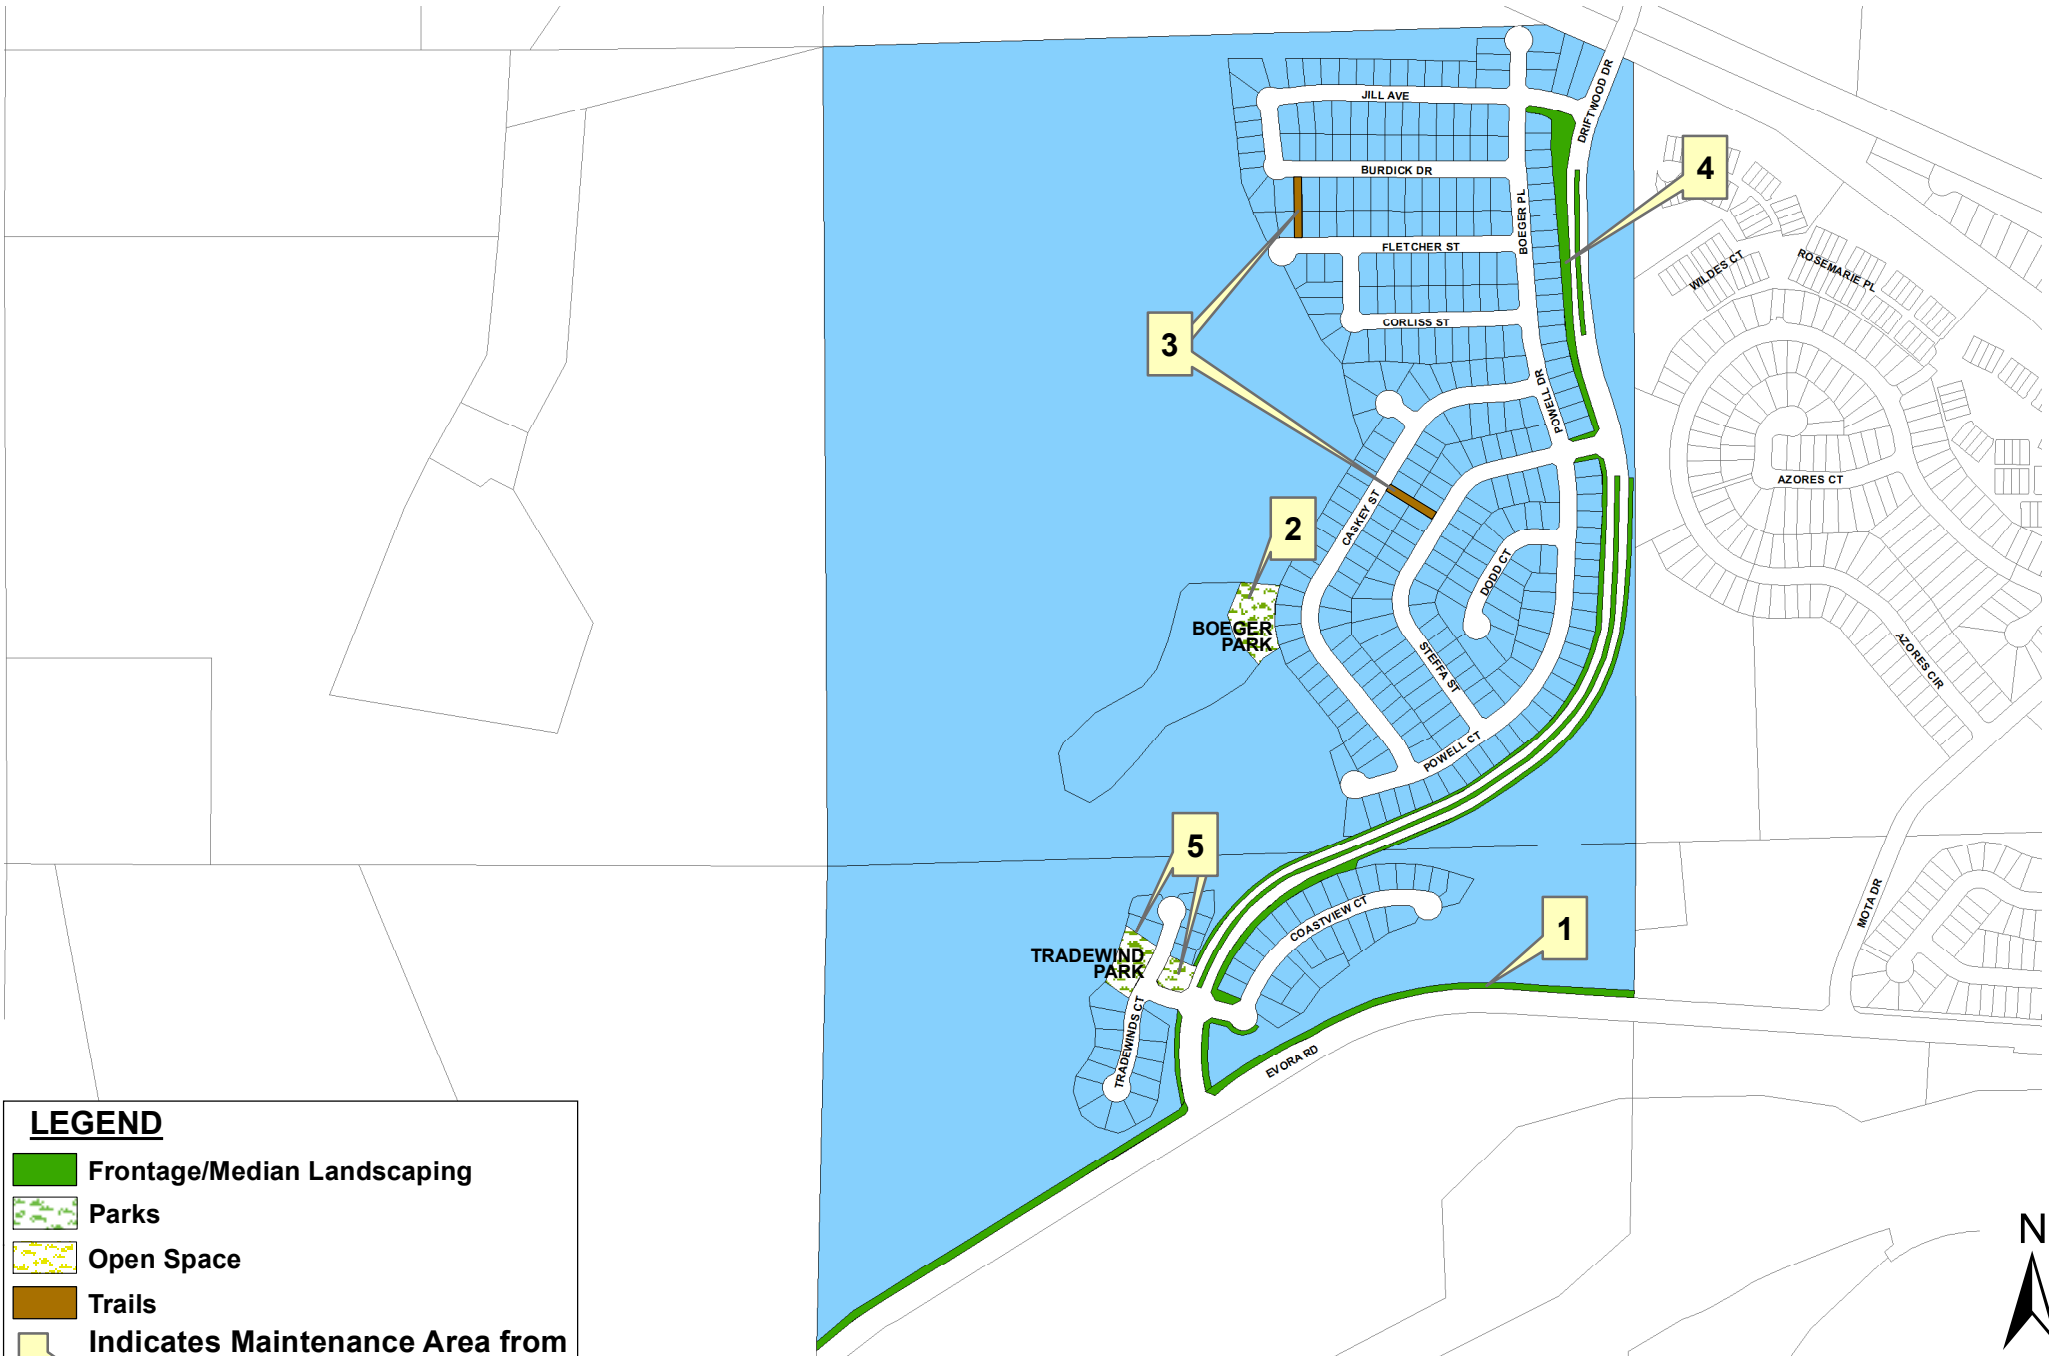 JILL AVE
DRIFTWOOD DR
BURDICK DR
4
BOEGER PL
FLETCHER ST
WILDES CT
ROSEMARIE PL
3
CORLISS ST
POWELL DR
AZORES CT
CASKEY ST
2
DODD CT
BOEGER
PARK
STEFFA ST
AZORES CIR
POWELL CT
5
MOTA DR
COASTVIEW CT
1
TRADEWIND
PARK
TRADEWINDS CT
EVORA RD
LEGEND
Frontage/Median Landscaping
Parks
Open Space
Trails
Indicates Maintenance Area from
N